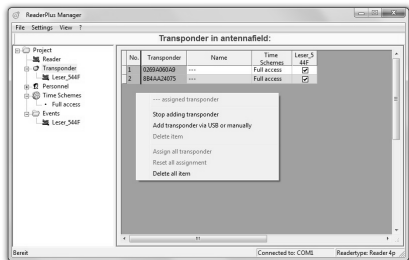 ReaderPlus Manager
File Settings View ?
Transponder in antennafield:
Project
Reader
Transponder
Leser_544F
Personnel
Time Schemes
Full access
Events
Leser_544F
No. Transponder Name Time Schemes Leser_5 44F
1 0269A060A9 --- Full access
2 8B4AA24075 --- Full access
--- assigned transponder
Stop adding transponder
Add transponder via USB or manually
Delete item
Assign all transponder
Reset all assignment
Delete all item
Bereit Connected to: COM1 Readertype: Reader 4p